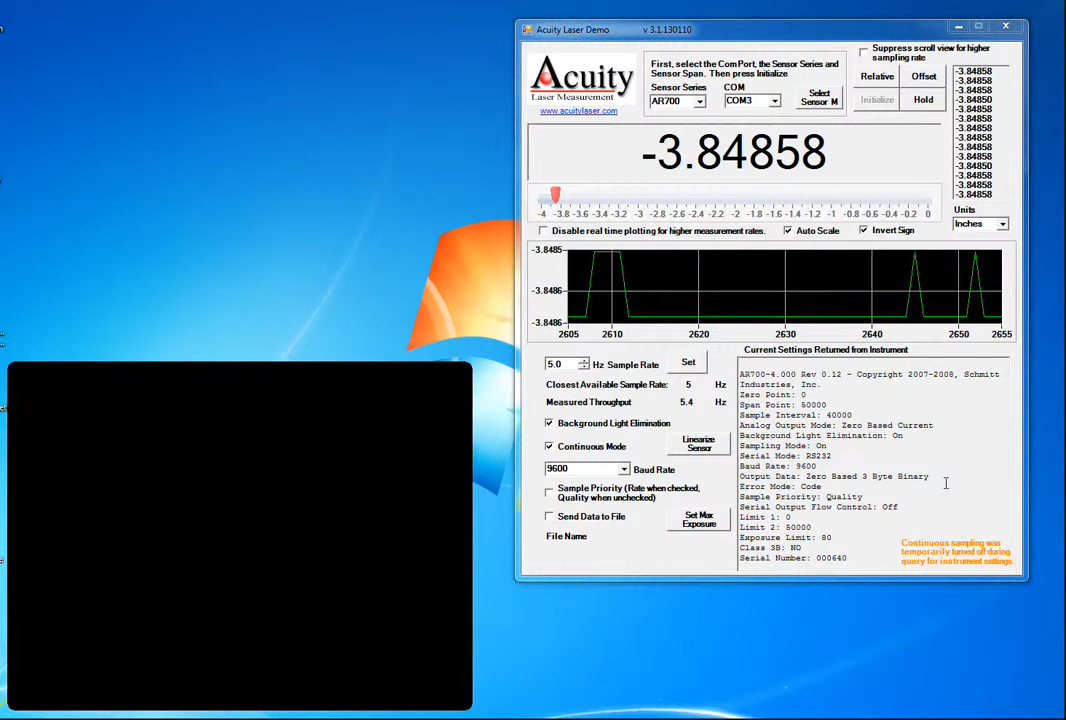 Acuity Laser Demo v 3.1.130110
Acuity
Laser Measurement
www.acuitylaser.com
First, select the Com Port, the Sensor Series and
Sensor Span. Then press Initialize
Sensor Series COM
AR700 COM3
Select
Sensor M
Suppress scroll view for higher
sampling rate
Relative Offset
Initialize Hold
-3.84858
-3.84858
-3.84858
-3.84850
-3.84858
-3.84858
-3.84858
-3.84858
-3.84858
-3.84858
-3.84850
-3.84858
-3.84858
-3.84858
-3.84858
-4 -3.8 -3.6 -3.4 -3.2 -3 -2.8 -2.6 -2.4 -2.2 -2 -1.8 -1.6 -1.4 -1.2 -1 -0.8 -0.6 -0.4 -0.2 0
Units
Inches
Disable real time plotting for higher measurement rates. Auto Scale Invert Sign
-3.8485
-3.8486
-3.8486
2605 2610 2620 2630 2640 2650 2655
5.0 Hz Sample Rate Set
Closest Available Sample Rate: 5 Hz
Measured Throughput 5.4 Hz
Background Light Elimination
Continuous Mode
Linearize
Sensor
9600 Baud Rate
Sample Priority (Rate when checked,
Quality when unchecked)
Send Data to File
Set Max
Exposure
File Name
Current Settings Returned from Instrument
AR700-4.000 Rev 0.12 - Copyright 2007-2008, Schmitt
Industries, Inc.
Zero Point: 0
Span Point: 50000
Sample Interval: 40000
Analog Output Mode: Zero Based Current
Background Light Elimination: On
Sampling Mode: On
Serial Mode: RS232
Baud Rate: 9600
Output Data: Zero Based 3 Byte Binary
Error Mode: Code
Sample Priority: Quality
Serial Output Flow Control: Off
Limit 1: 0
Limit 2: 50000
Exposure Limit: 80
Class 3B: NO
Serial Number: 000640
Continuous sampling was
temporarily turned off during
query for instrument settings.